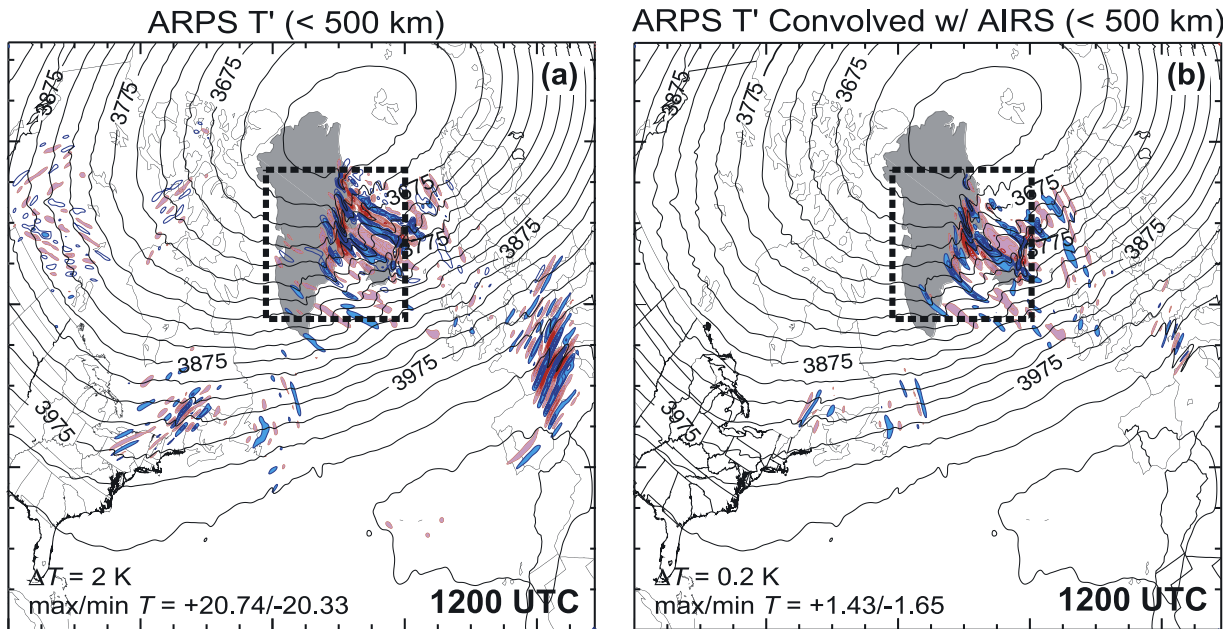 ARPS T' (< 500 km)
(a)
3875
3775
3675
3675
3775
3875
3875
3975
3975
ΔT = 2 K
max/min T = +20.74/-20.33
1200 UTC
ARPS T' Convolved w/ AIRS (< 500 km)
(b)
3875
3775
3675
3675
3775
3875
3875
3975
3975
ΔT = 0.2 K
max/min T = +1.43/-1.65
1200 UTC